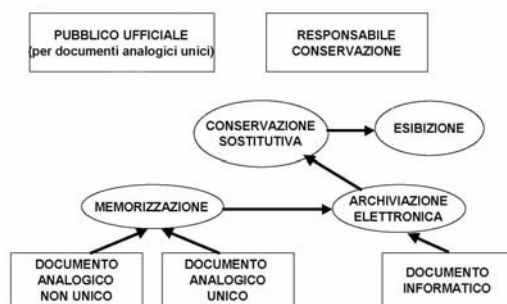 PUBBLICO UFFICIALE
(per documenti analogici unici)
RESPONSABILE
CONSERVAZIONE
CONSERVAZIONE
SOSTITUTIVA
ESIBIZIONE
MEMORIZZAZIONE
ARCHIVIAZIONE
ELETTRONICA
DOCUMENTO
ANALOGICO
NON UNICO
DOCUMENTO
ANALOGICO
UNICO
DOCUMENTO
INFORMATICO